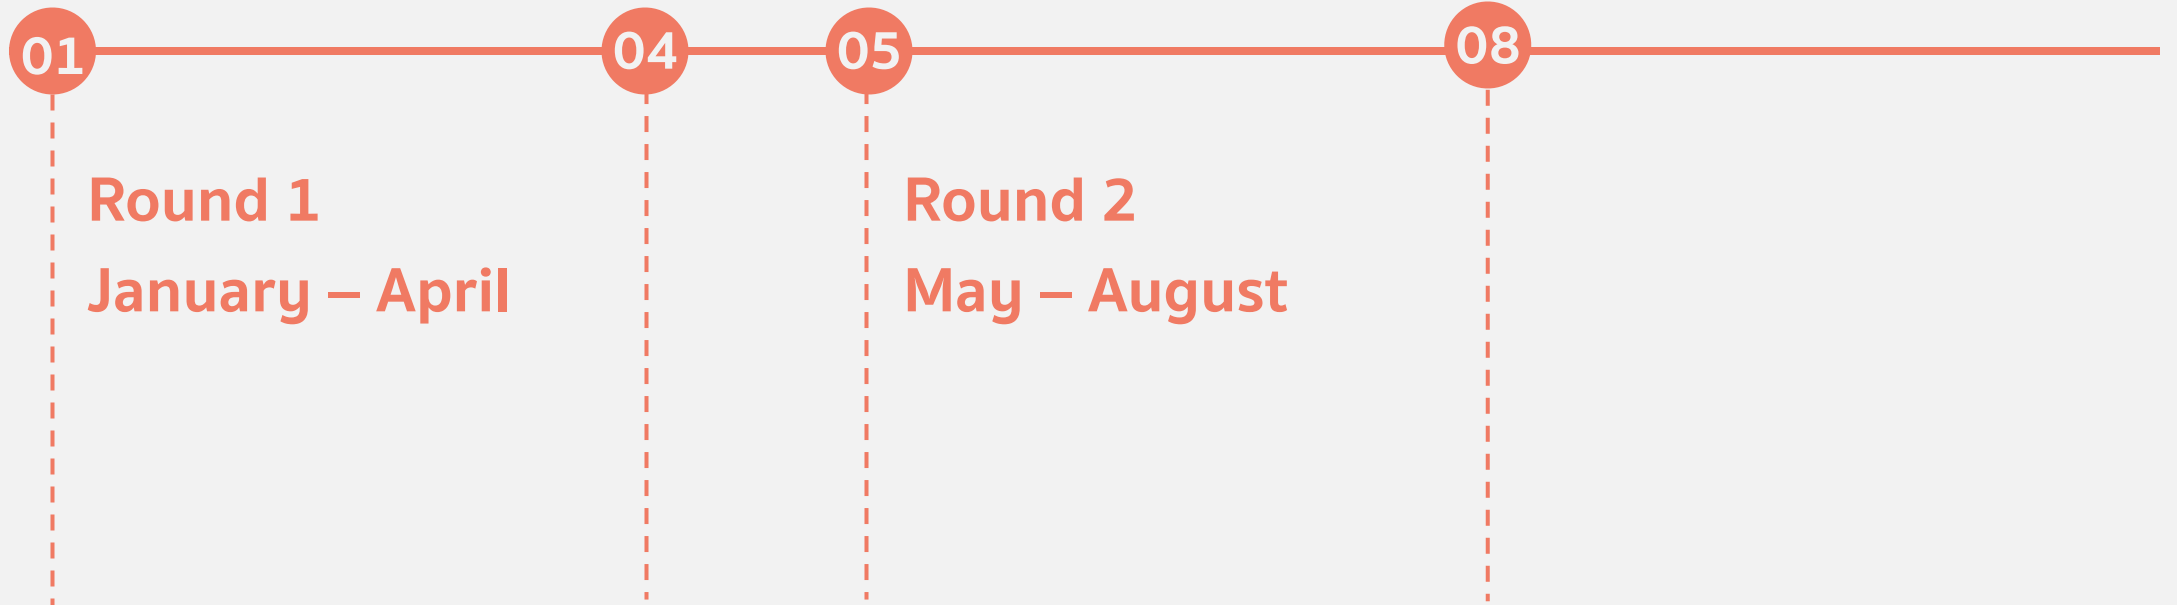 01 04 05 08
Round 1
January – April
Round 2
May – August